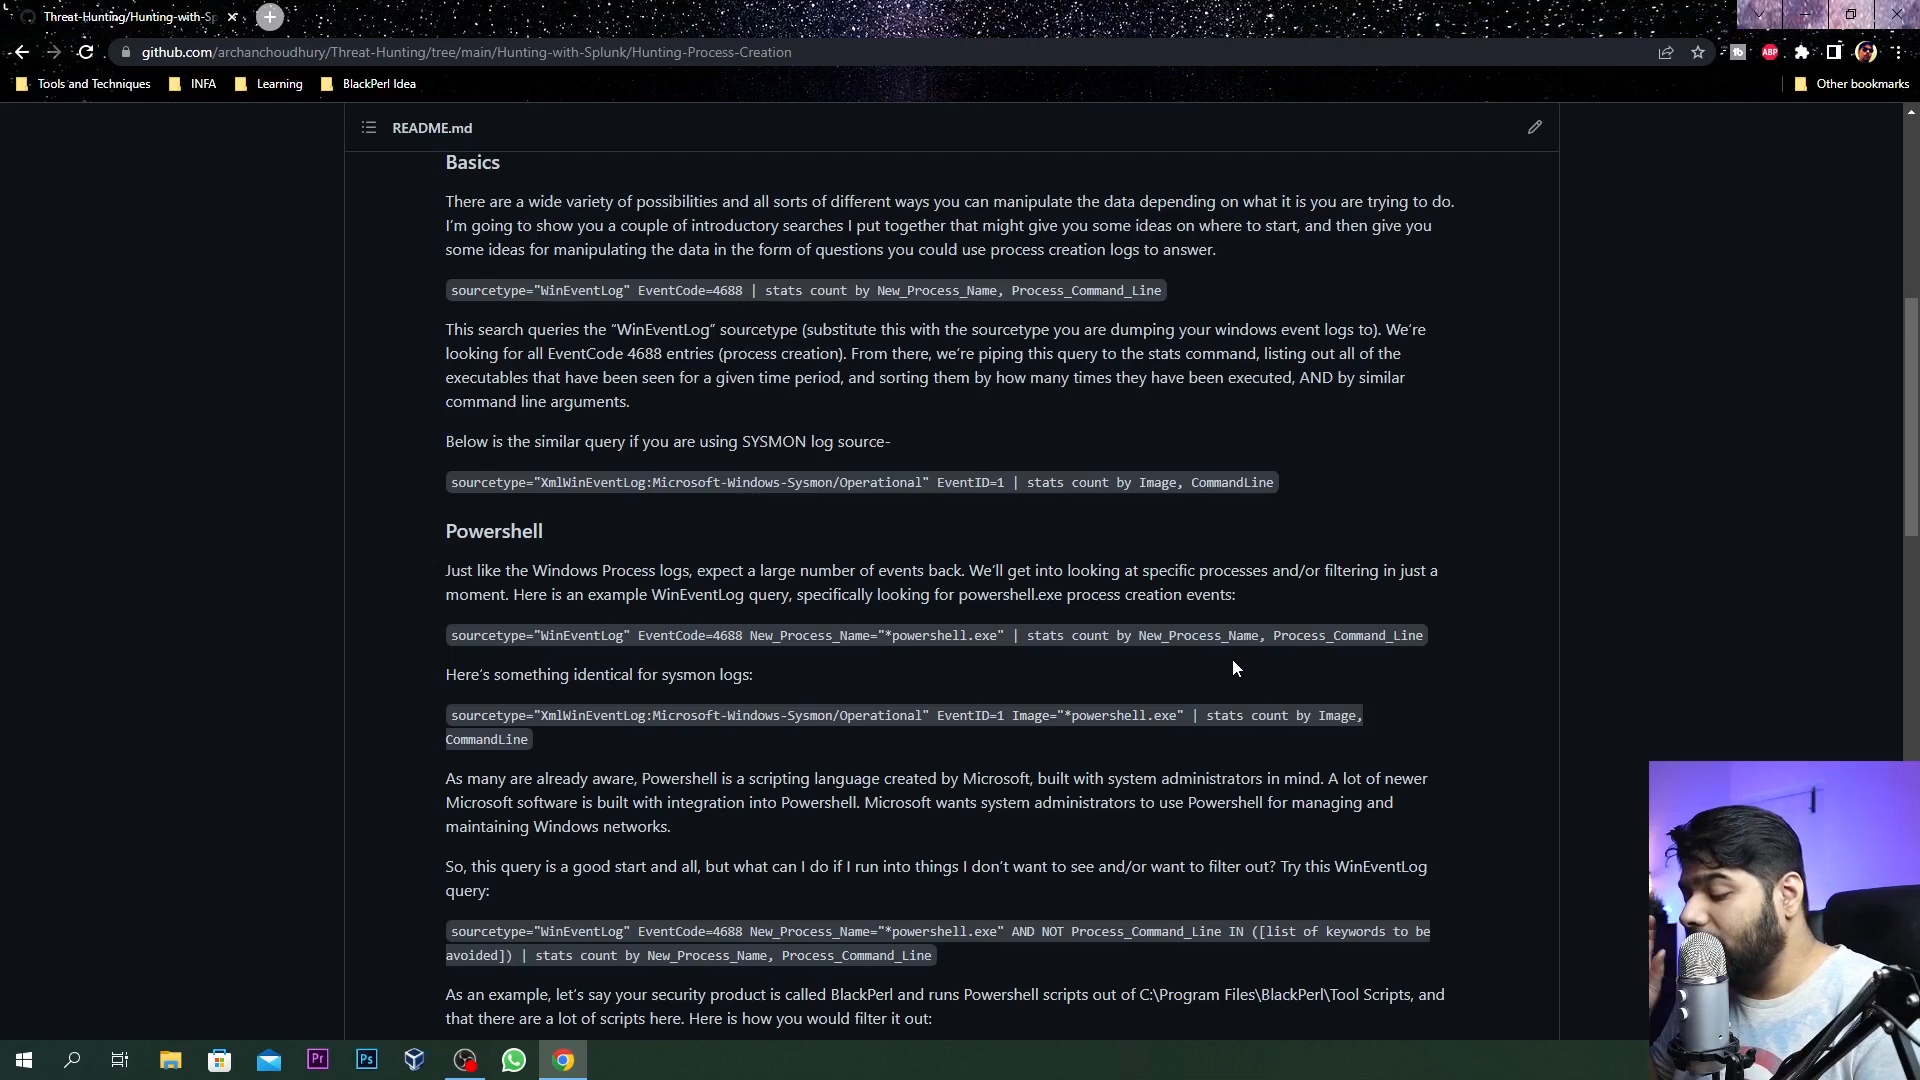 Threat-Hunting/Hunting-with-Sp
github.com/archanchoudhury/Threat-Hunting/tree/main/Hunting-with-Splunk/Hunting-Process-Creation
ABP
Tools and Techniques
INFA
Learning
BlackPerl Idea
Other bookmarks
README.md
Basics
There are a wide variety of possibilities and all sorts of different ways you can manipulate the data depending on what it is you are trying to do.
I'm going to show you a couple of introductory searches I put together that might give you some ideas on where to start, and then give you
some ideas for manipulating the data in the form of questions you could use process creation logs to answer.
sourcetype="WinEventLog" EventCode=4688 | stats count by New_Process_Name, Process_Command_Line
This search queries the “WinEventLog” sourcetype (substitute this with the sourcetype you are dumping your windows event logs to). We’re
looking for all EventCode 4688 entries (process creation). From there, we’re piping this query to the stats command, listing out all of the
executables that have been seen for a given time period, and sorting them by how many times they have been executed, AND by similar
command line arguments.
Below is the similar query if you are using SYSMON log source-
sourcetype="XmlWinEventLog:Microsoft-Windows-Sysmon/Operational" EventID=1 | stats count by Image, CommandLine
Powershell
Just like the Windows Process logs, expect a large number of events back. We’ll get into looking at specific processes and/or filtering in just a
moment. Here is an example WinEventLog query, specifically looking for powershell.exe process creation events:
sourcetype="WinEventLog" EventCode=4688 New_Process_Name="*powershell.exe" | stats count by New_Process_Name, Process_Command_Line
Here’s something identical for sysmon logs:
sourcetype="XmlWinEventLog:Microsoft-Windows-Sysmon/Operational" EventID=1 Image="*powershell.exe" | stats count by Image,
CommandLine
As many are already aware, Powershell is a scripting language created by Microsoft, built with system administrators in mind. A lot of newer
Microsoft software is built with integration into Powershell. Microsoft wants system administrators to use Powershell for managing and
maintaining Windows networks.
So, this query is a good start and all, but what can I do if I run into things I don’t want to see and/or want to filter out? Try this WinEventLog
query:
sourcetype="WinEventLog" EventCode=4688 New_Process_Name="*powershell.exe" AND NOT Process_Command_Line IN ([list of keywords to be
avoided]) | stats count by New_Process_Name, Process_Command_Line
As an example, let’s say your security product is called BlackPerl and runs Powershell scripts out of C:\Program Files\BlackPerl\Tool Scripts, and
that there are a lot of scripts here. Here is how you would filter it out:
Pr
Ps